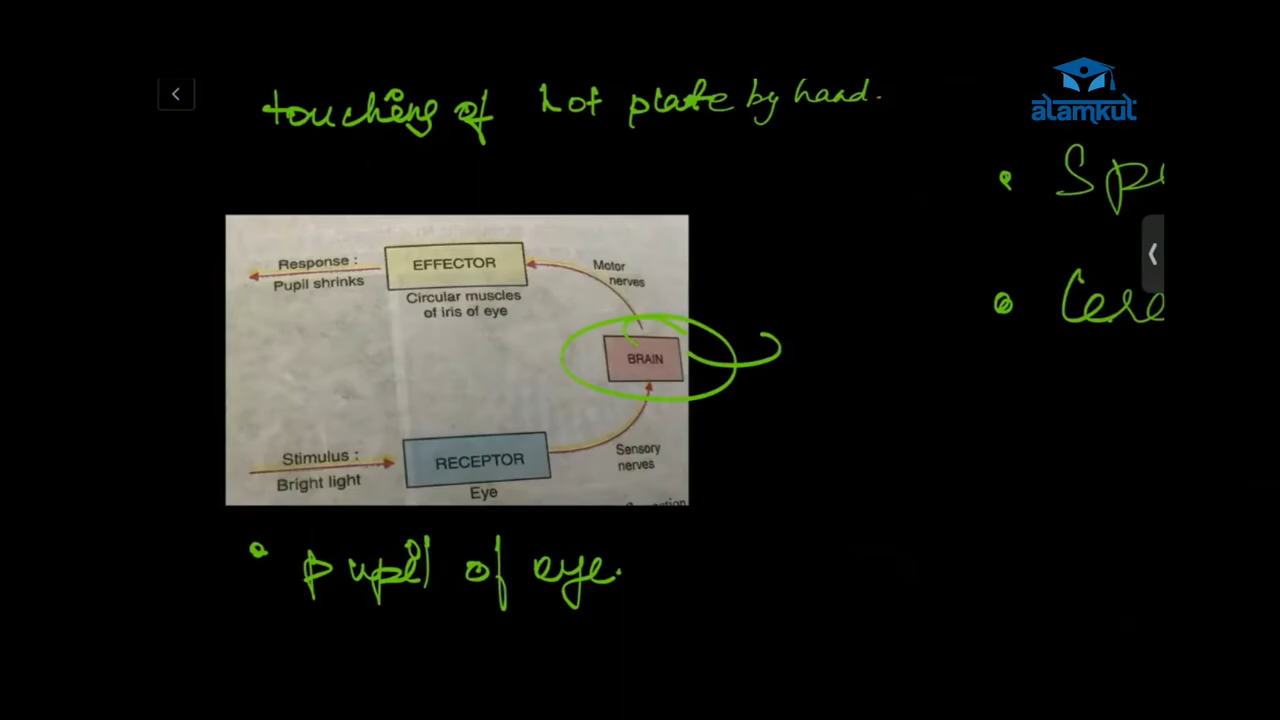 touching of hot plate by hand.
alamkut
Response :
Pupil shrinks
EFFECTOR
Circular muscles
of iris of eye
Motor
nerves
BRAIN
Stimulus :
Bright light
RECEPTOR
Eye
Sensory
nerves
• pupil of eye.